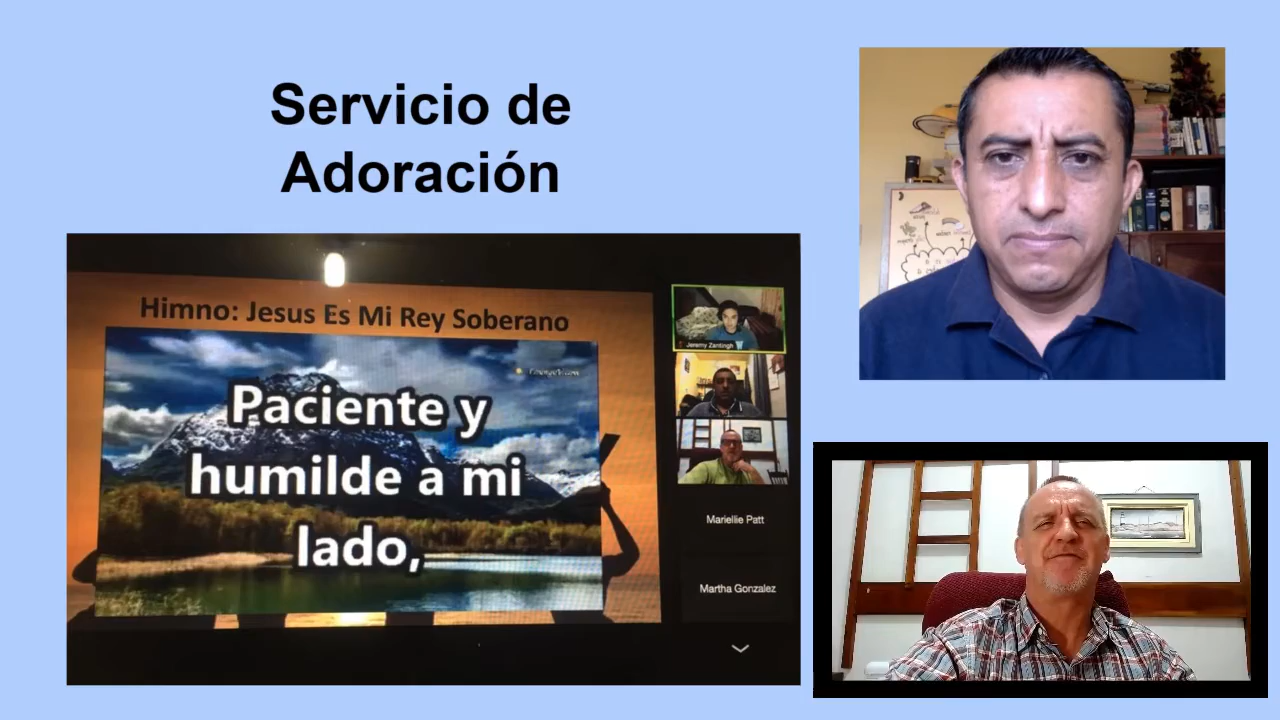 Servicio de
Adoración
Himno: Jesus Es Mi Rey Soberano
Paciente y
humilde a mi
lado,
Jeremy Zantingh
Mariellie Patt
Martha Gonzalez